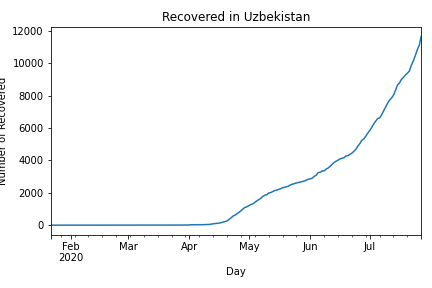 Recovered in Uzbekistan
Number of Recovered
12000
10000
8000
6000
4000
2000
0
Feb
2020
Mar
Apr
May
Jun
Jul
Day